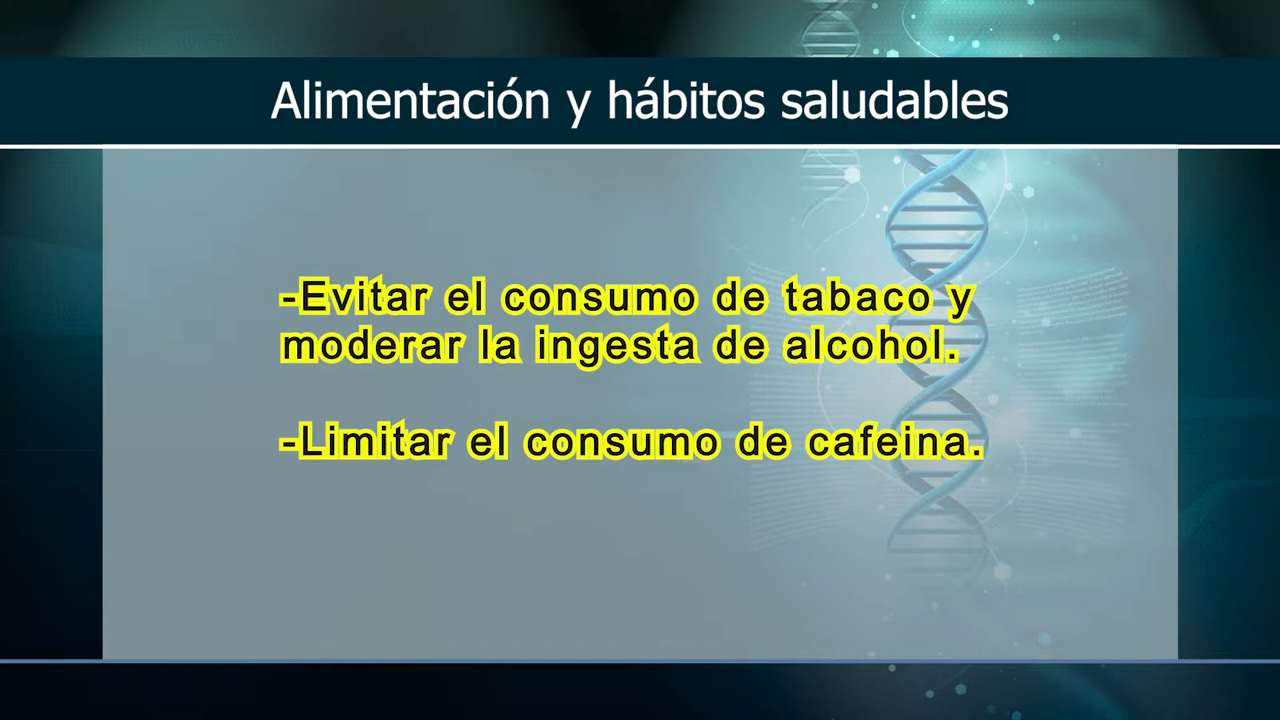 Alimentación y hábitos saludables
-Evitar el consumo de tabaco y
moderar la ingesta de alcohol.
-Limitar el consumo de cafeina.